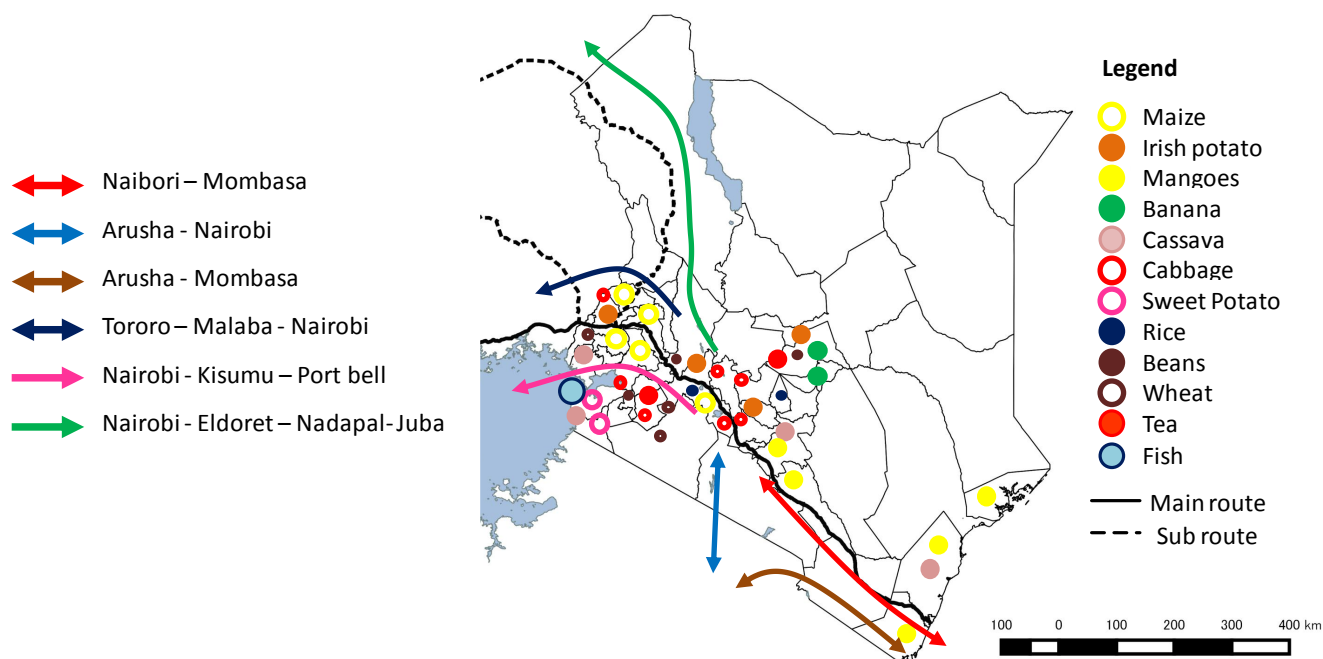 Naibori – Mombasa
Arusha - Nairobi
Arusha - Mombasa
Tororo – Malaba - Nairobi
Nairobi - Kisumu – Port bell
Nairobi - Eldoret – Nadapal-Juba
Legend
Maize
Irish potato
Mangoes
Banana
Cassava
Cabbage
Sweet Potato
Rice
Beans
Wheat
Tea
Fish
Main route
Sub route
100 0 100 200 300 400 km